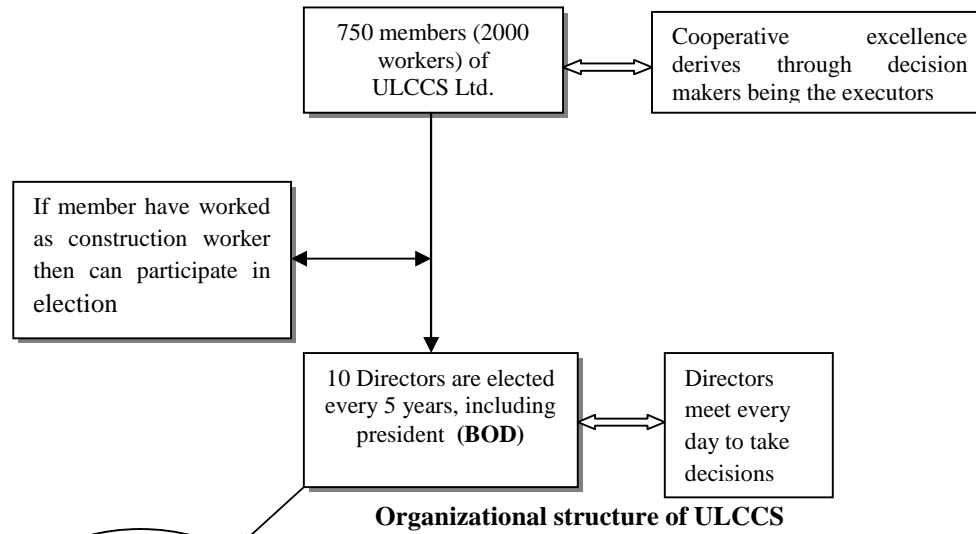 750 members (2000
workers) of
ULCCS Ltd.
Cooperative excellence
derives through decision
makers being the executors
If member have worked
as construction worker
then can participate in
election
10 Directors are elected
every 5 years, including
president (BOD)
Directors
meet every
day to take
decisions
Organizational structure of ULCCS